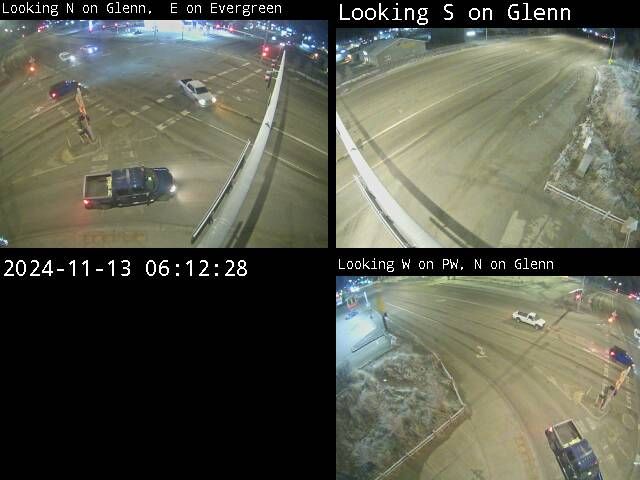 Looking N on Glenn,  E on Evergreen
Looking S on Glenn
2024-11-13 06:12:28
Looking W on PW, N on Glenn